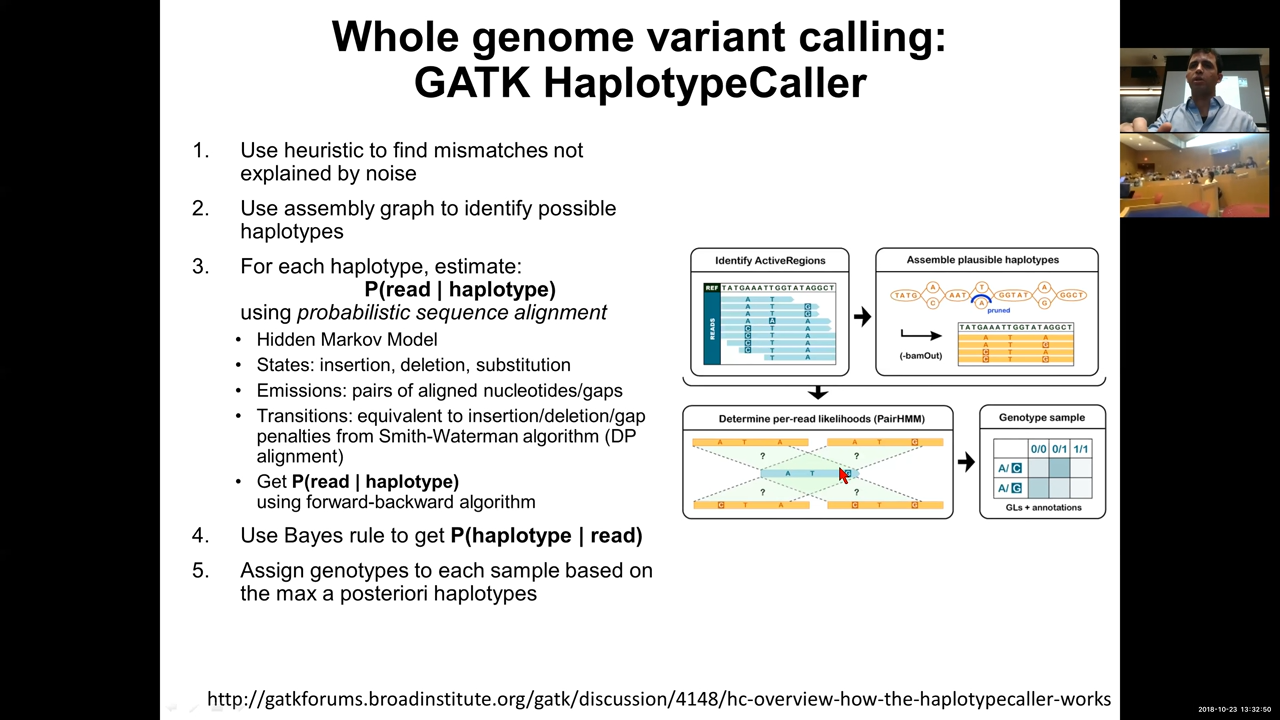 Whole genome variant calling:
GATK HaplotypeCaller
1. Use heuristic to find mismatches not
explained by noise
2. Use assembly graph to identify possible
haplotypes
3. For each haplotype, estimate:
P(read | haplotype)
using probabilistic sequence alignment
• Hidden Markov Model
• States: insertion, deletion, substitution
• Emissions: pairs of aligned nucleotides/gaps
• Transitions: equivalent to insertion/deletion/gap
penalties from Smith-Waterman algorithm (DP
alignment)
• Get P(read | haplotype)
using forward-backward algorithm
4. Use Bayes rule to get P(haplotype | read)
5. Assign genotypes to each sample based on
the max a posteriori haplotypes
Identify ActiveRegions
REF TATGAAATTGGTATAGGCT
READS
A T
A T G
A T G
A A A
C T A
C T A
C T A
C T A
T A
Assemble plausible haplotypes
TATG A C AAT T A GGTAT A G GGCT
pruned
(-bamOut)
TATGAAATTGGTATAGGCT
A T A
A T G
C T A
C T G
Determine per-read likelihoods (PairHMM)
A T A A T G
? ?
A T G
? ?
C T A C T G
Genotype sample
0/0 0/1 1/1
A/C
A/G
GLs + annotations
http://gatkforums.broadinstitute.org/gatk/discussion/4148/hc-overview-how-the-haplotypecaller-works
2018-10-23 13:32:50